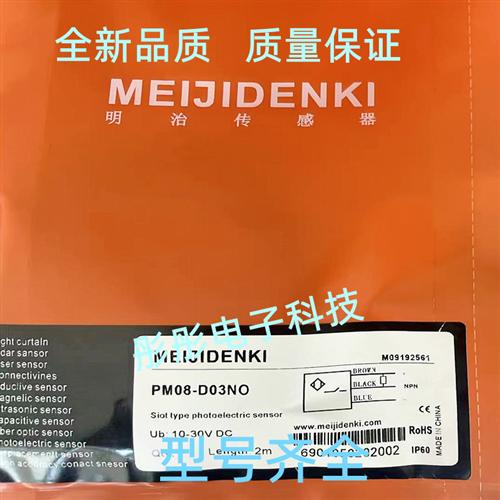 全新品质 质量保证
MEIJIDENKI
明治传感器
彤彤电子科技
ght curtain
dar sensor
ser sensor
connectivines
ductive sensor
agnetic sensor
trasonic sensor
apacitive sensor
ber optic sensor
hotoelectric sensor
MEIJIDENKI
M09192561
PM08-D03NO
BROWN
BLACK
NPN
BLUE
Slot type photoelectric sensor
www.meijidenki.com
Ub: 10-30V DC
Length: 2m
CE
RoHS
IP60
MADE IN CHINA
型号齐全